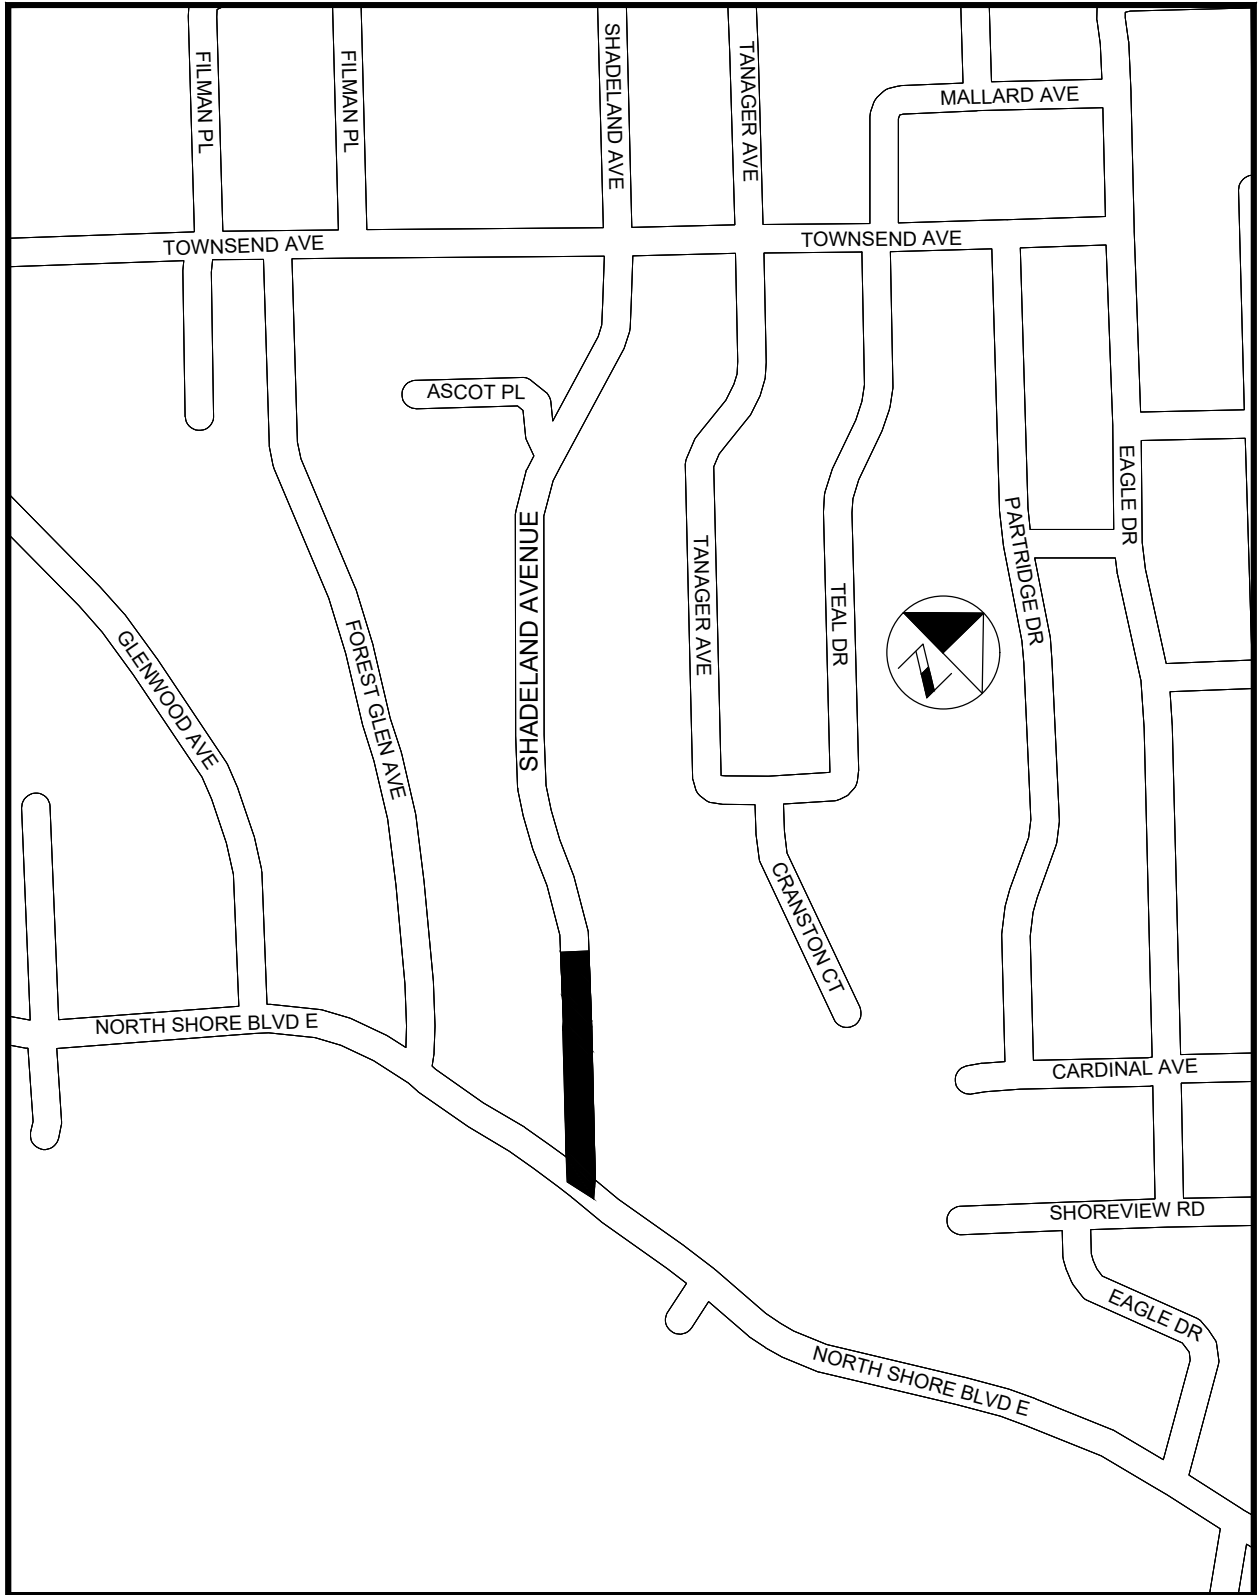 FILMAN PL
FILMAN PL
SHADELAND AVE
TANAGER AVE
MALLARD AVE
TOWNSEND AVE
TOWNSEND AVE
ASCOT PL
EAGLE DR
SHADELAND AVENUE
PARTRIDGE DR
TANAGER AVE
TEAL DR
GLENWOOD AVE
FOREST GLEN AVE
N
CRANSTON CT
NORTH SHORE BLVD E
CARDINAL AVE
SHOREVIEW RD
EAGLE DR
NORTH SHORE BLVD E